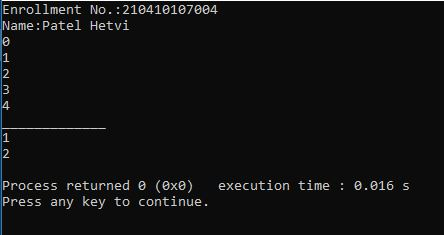 Enrollment No.:210410107004
Name:Patel Hetvi
0
1
2
3
4
_____________
1
2
Process returned 0 (0x0)   execution time : 0.016 s
Press any key to continue.